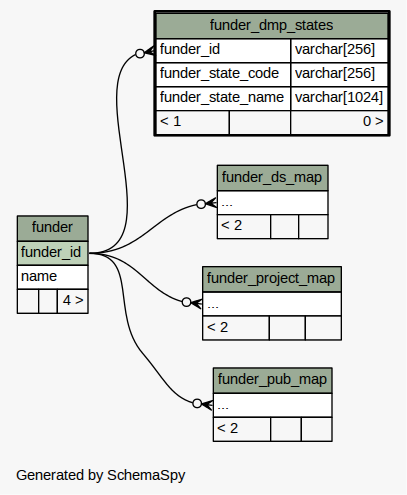 funder_dmp_states
funder_id varchar[256]
funder_state_code varchar[256]
funder_state_name varchar[1024]
< 1 0 >
funder_ds_map
...
< 2
funder
funder_id
name
4 >
funder_project_map
...
< 2
funder_pub_map
...
< 2
Generated by SchemaSpy